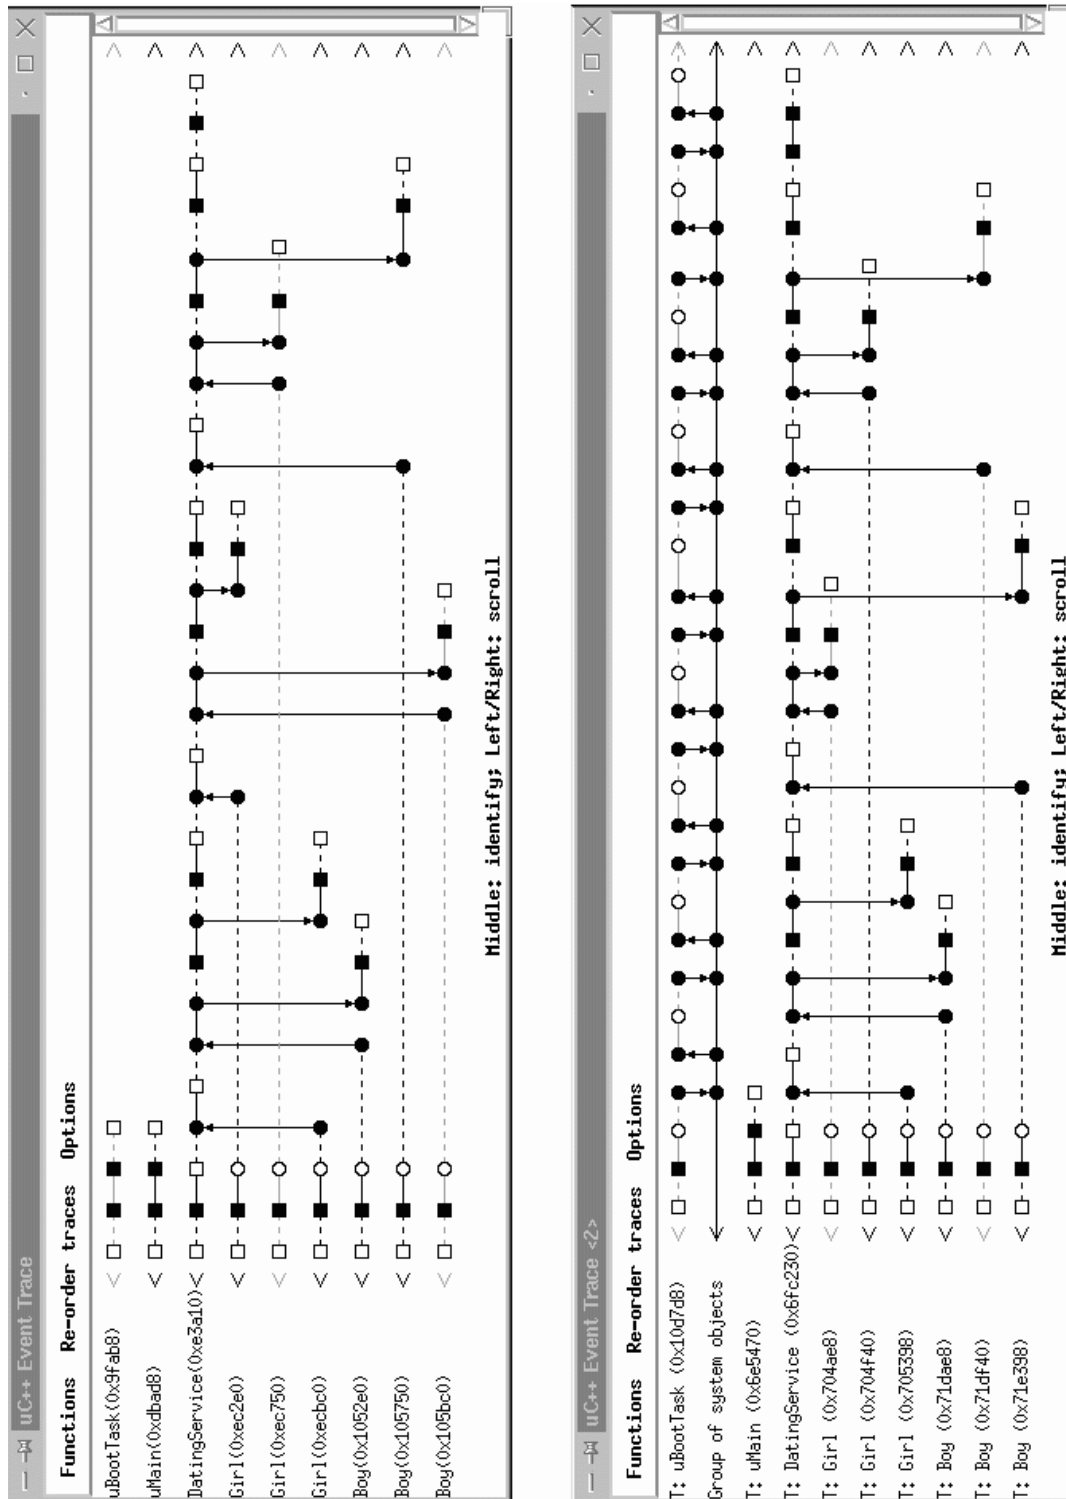 uC++ Event Trace
Functions Re-order traces Options
uBootTask(0x9fab8)
uMain(0xdbad8)
DatingService(0xe3a10)
Girl(0xec2e0)
Girl(0xec750)
Girl(0xecbc0)
Boy(0x1052e0)
Boy(0x105750)
Boy(0x105bc0)
Middle: identify; Left/Right: scroll
uC++ Event Trace <2>
Functions Re-order traces Options
T: uBootTask (0x10d7d8)
Group of system objects
T: uMain (0x6e5470)
T: DatingService (0x6fc230)
T: Girl (0x704ae8)
T: Girl (0x704f40)
T: Girl (0x705398)
T: Boy (0x71dae8)
T: Boy (0x71df40)
T: Boy (0x71e398)
Middle: identify; Left/Right: scroll